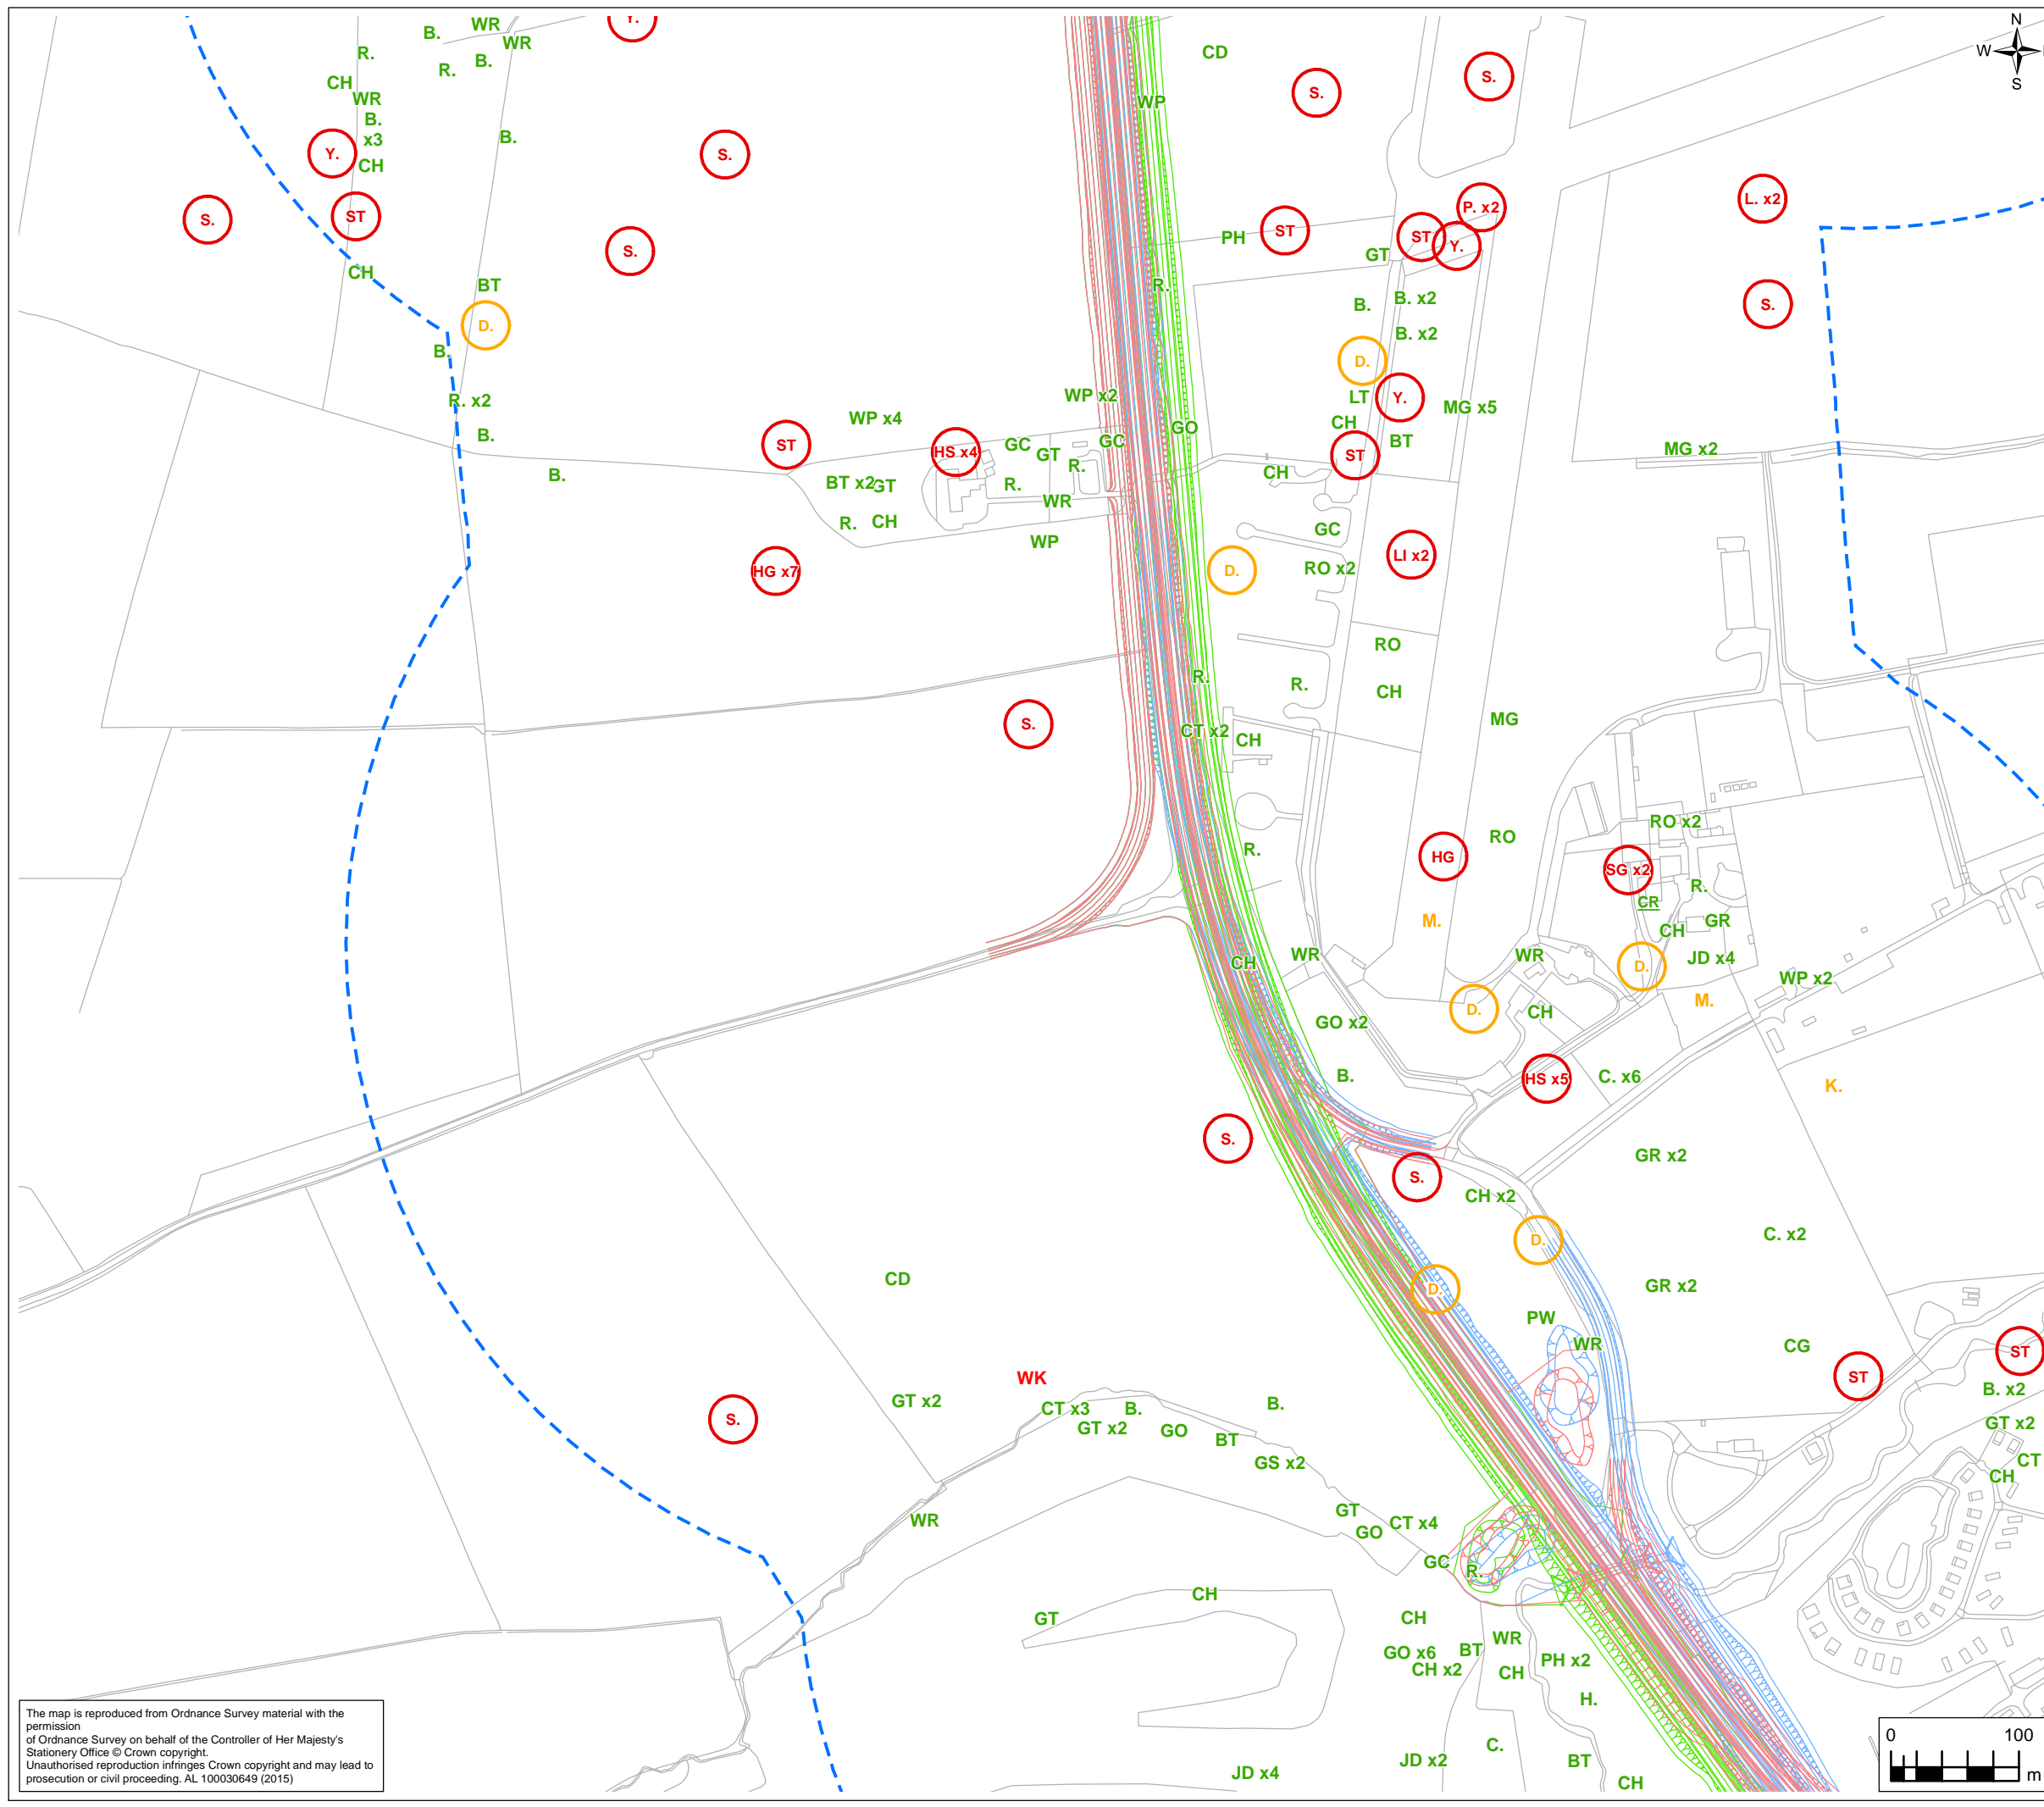 B.
WR
Y.
N
WR
CD
R.
B.
W
R.
S.
S.
CH
S
WR
WP
B.
x3
B.
Y.
S.
CH
L. x2
P. x2
S.
ST
ST
PH
ST
Y.
S.
GT
CH
BT
R.
B. x2
B.
S.
D.
B. x2
B.
D.
R. x2
WP x2
LT
Y.
MG x5
WP x4
CH
GO
B.
ST
HS x4
GC
GC
BT
MG x2
GT
ST
R.
CH
B.
BT x2
GT
R.
WR
R.
CH
GC
WP
LI x2
HG x7
D.
RO x2
RO
R.
R.
CH
S.
MG
CT x2
CH
RO x2
RO
R.
HG
SG x2
R.
CR
M.
GR
CH
WR
WR
JD x4
CH
D.
WP x2
M.
D.
CH
GO x2
B.
HS x5
C. x6
K.
S.
GR x2
S.
CH x2
C. x2
D.
CD
D.
GR x2
PW
WR
CG
ST
WK
ST
B. x2
GT x2
CT x3
B.
B.
S.
GT x2
GO
BT
GT x2
GS x2
CT
CH
GT
WR
GO
CT x4
GC
R.
CH
GT
CH
WR
GO x6
BT
PH x2
CH x2
CH
H.
C.
JD x2
BT
JD x4
CH
The map is reproduced from Ordnance Survey material with the
permission
of Ordnance Survey on behalf of the Controller of Her Majesty's
Stationery Office © Crown copyright.
Unauthorised reproduction infringes Crown copyright and may lead to
prosecution or civil proceeding. AL 100030649 (2015)
0 100
m